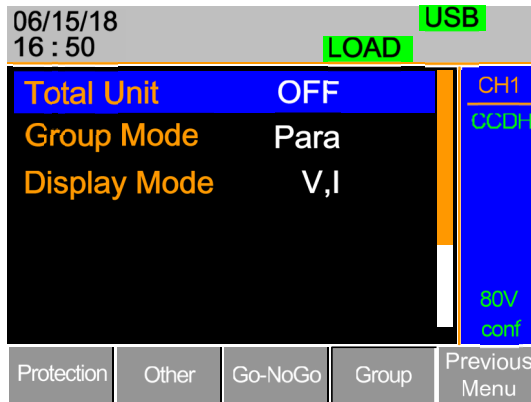 06/15/18 USB
16 : 50 LOAD
Total Unit OFF
Group Mode Para
Display Mode V,I
CH1
CCDH
80V
conf
Protection Other Go-NoGo Group Previous Menu